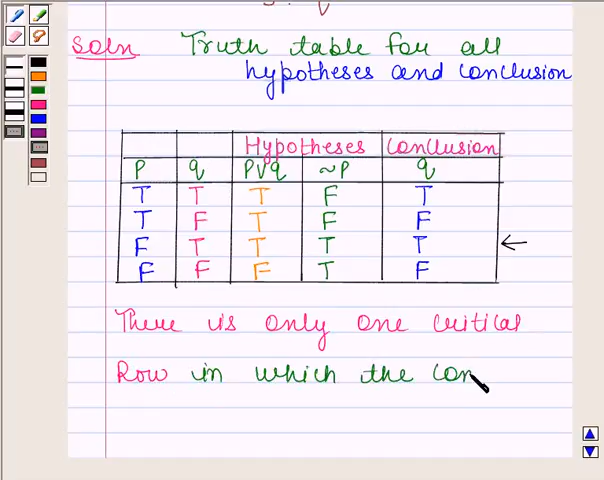 Soln Truth table for all
hypotheses and conclusion
Hypotheses Conclusion
p q p∨q ~p q
T T T F T
T F T F F
F T T T T ←
F F F T F
There is only one critical
Row in which the con